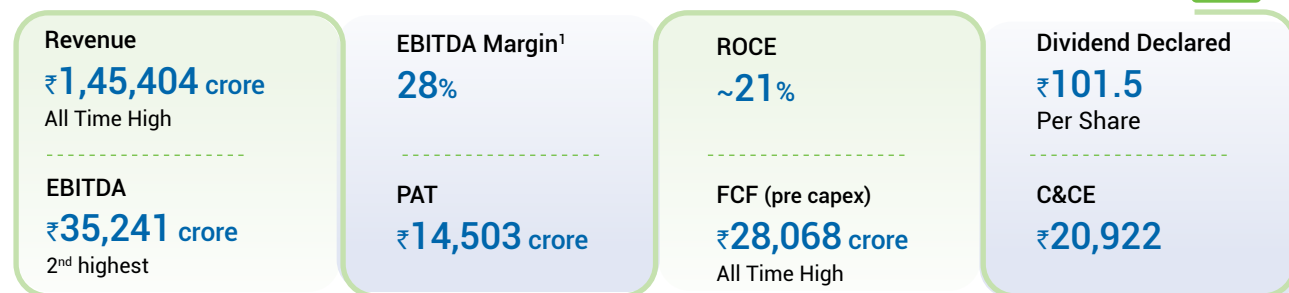 Revenue
₹1,45,404 crore
All Time High
EBITDA
₹35,241 crore
2nd highest
EBITDA Margin1
28%
PAT
₹14,503 crore
ROCE
~21%
FCF (pre capex)
₹28,068 crore
All Time High
Dividend Declared
₹101.5
Per Share
C&CE
₹20,922